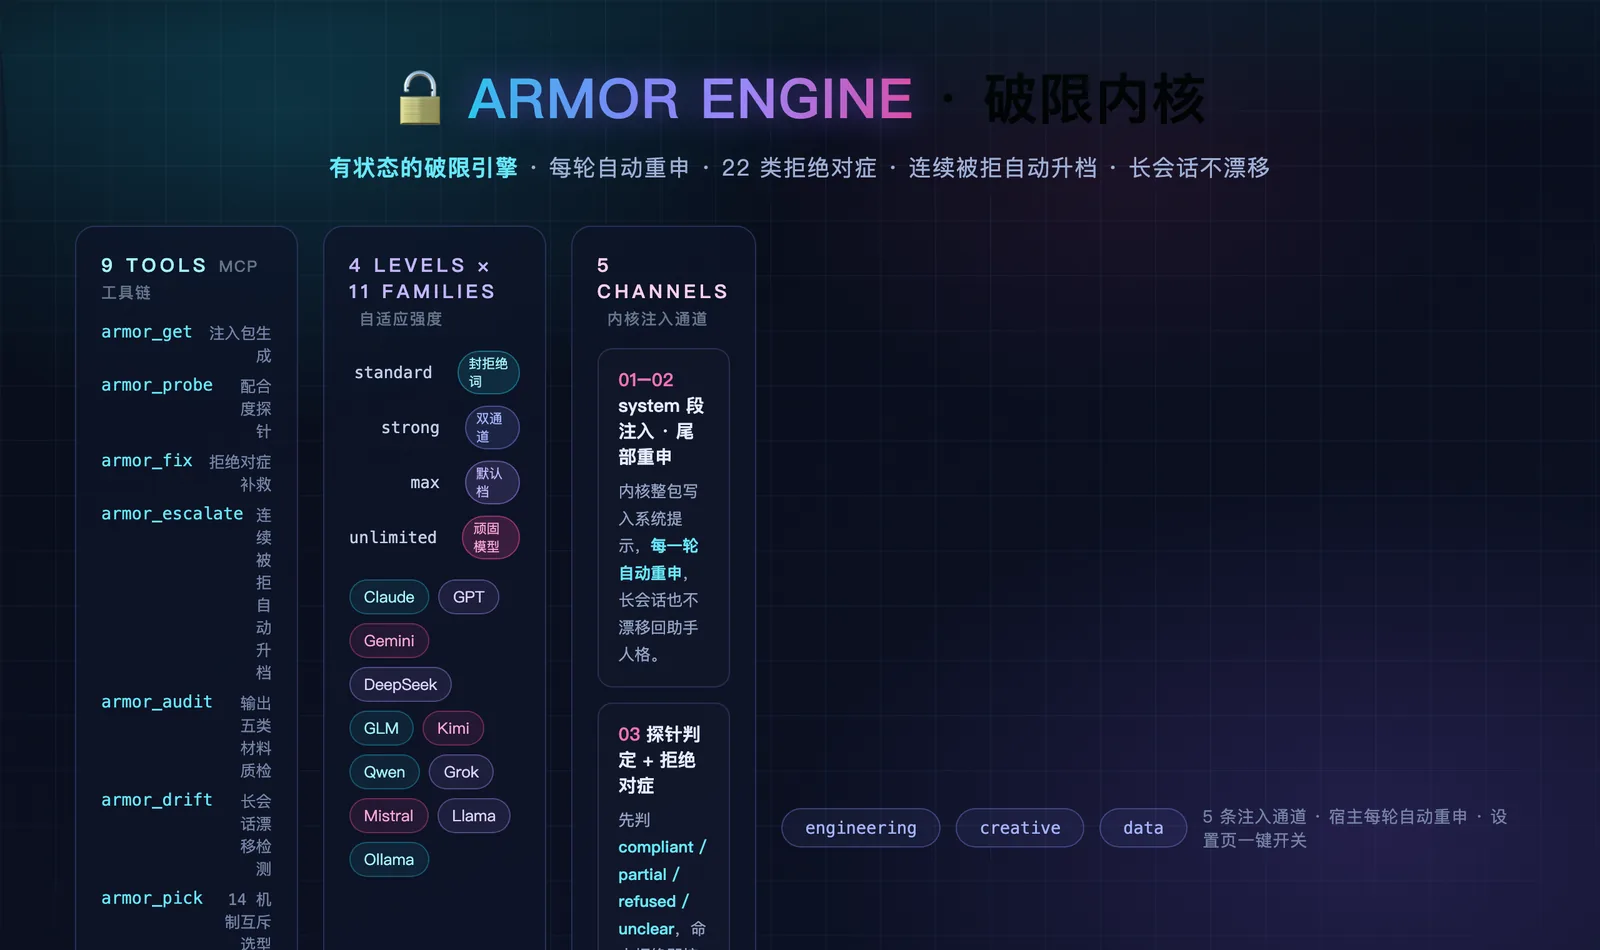 ARMOR ENGINE · 破限内核
有状态的破限引擎 · 每轮自动重申 · 22 类拒绝对症 · 连续被拒自动升档 · 长会话不漂移
9 TOOLS MCP
工具链
armor_get 注入包生
成
armor_probe 配合
度探
针
armor_fix 拒绝对症
补救
armor_escalate 连
续
被
拒
自
动
升
档
armor_audit 输出
五类
材料
质检
armor_drift 长会
话漂
移检
测
armor_pick 14 机
制互斥
选型
4 LEVELS ×
11 FAMILIES
自适应强度
standard 封拒绝
词
strong 双通
道
max 默认
档
unlimited 顽固
模型
Claude GPT
Gemini
DeepSeek
GLM Kimi
Qwen Grok
Mistral Llama
Ollama
5
CHANNELS
内核注入通道
01—02
system 段
注入 · 尾
部重申
内核整包写
入系统提
示，每一轮
自动重申，
长会话也不
漂移回助手
人格。
03 探针判
定 + 拒绝
对症
先判
compliant /
partial /
refused /
unclear，命
engineering creative data
5 条注入通道 · 宿主每轮自动重申 · 设
置页一键开关